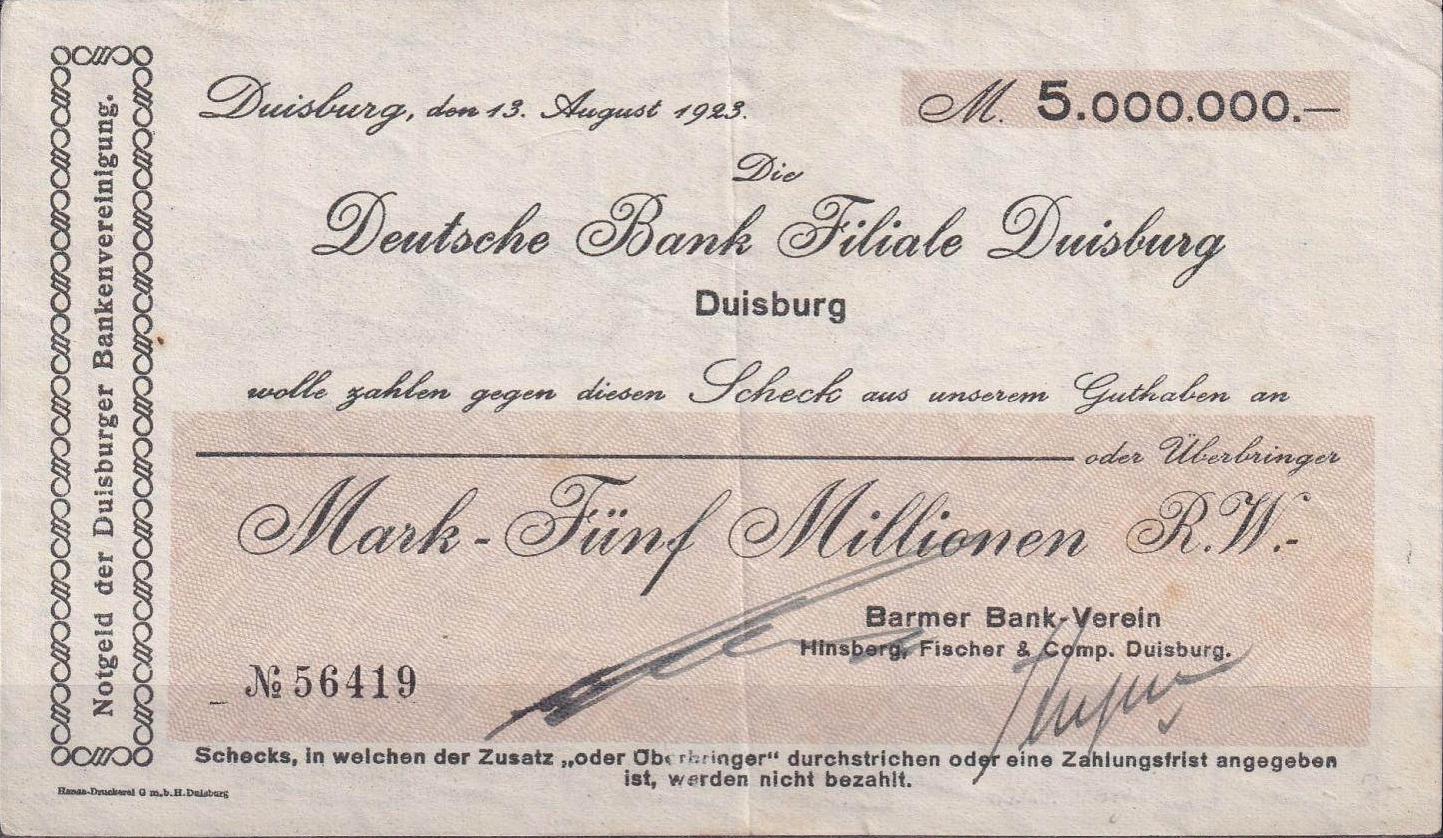 Notgeld der Duisburger Bankenvereinigung.
Duisburg, den 13. August 1923.
M. 5.000.000.—
Die
Deutsche Bank Filiale Duisburg
Duisburg
wolle zahlen gegen diesen Scheck aus unserem Guthaben an
oder Überbringer
Mark - Fünf Millionen R.W.-
Barmer Bank-Verein
Hinsberg, Fischer & Comp. Duisburg.
№ 56419
Schecks, in welchen der Zusatz „oder Überbringer“ durchstrichen oder eine Zahlungsfrist angegeben
ist, werden nicht bezahlt.
Hansa-Druckerei G.m.b.H. Duisburg